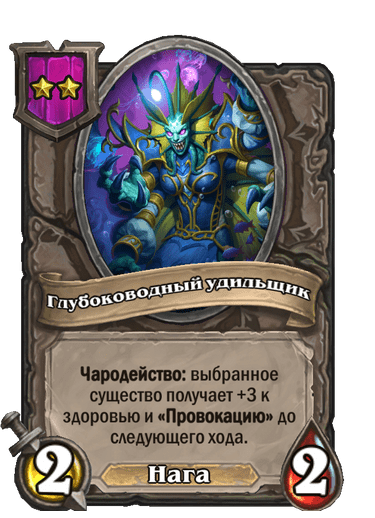 Глубоководный удильщик
Чародейство: выбранное
существо получает +3 к
здоровью и «Провокацию» до
следующего хода.
2
Нага
2